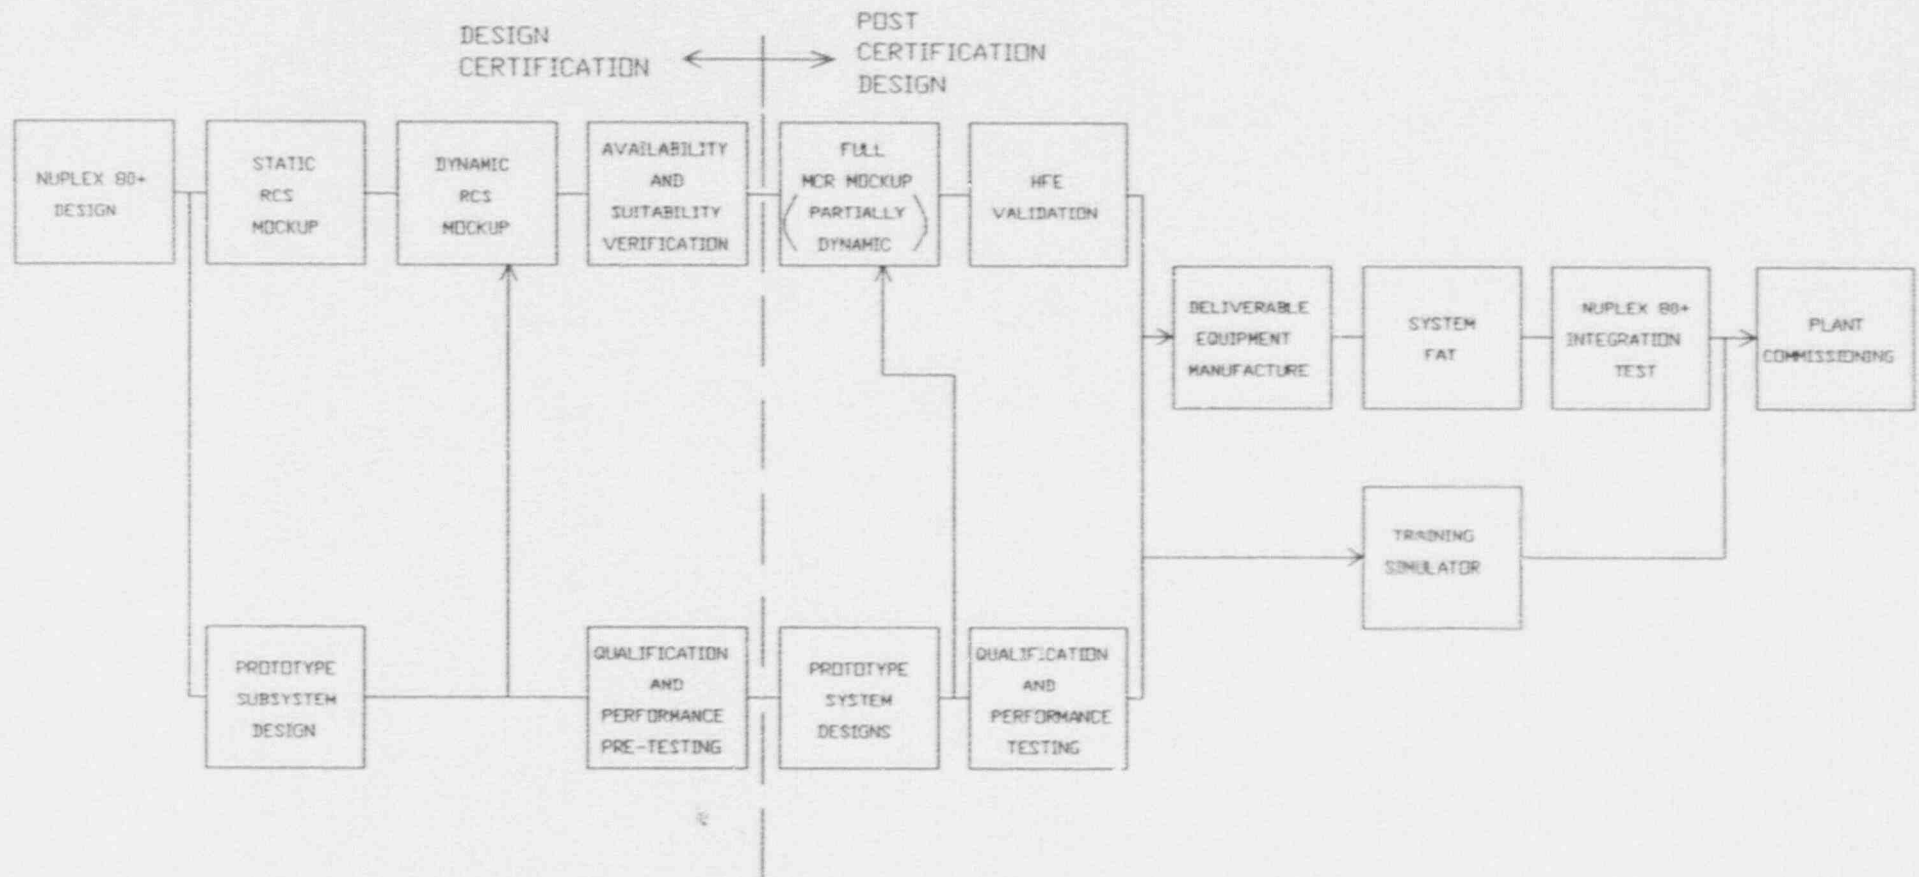 DESIGN
CERTIFICATION
POST
CERTIFICATION
DESIGN
NUPLEX 80+
DESIGN
STATIC
RCS
MOCKUP
DYNAMIC
RCS
MOCKUP
AVAILABILITY
AND
SUITABILITY
VERIFICATION
FULL
MCR MOCKUP
(PARTIALLY
DYNAMIC)
HFE
VALIDATION
DELIVERABLE
EQUIPMENT
MANUFACTURE
SYSTEM
FAT
NUPLEX 80+
INTEGRATION
TEST
PLANT
COMMISSIONING
TRAINING
SIMULATOR
PROTOTYPE
SUBSYSTEM
DESIGN
QUALIFICATION
AND
PERFORMANCE
PRE-TESTING
PROTOTYPE
SYSTEM
DESIGNS
QUALIFICATION
AND
PERFORMANCE
TESTING